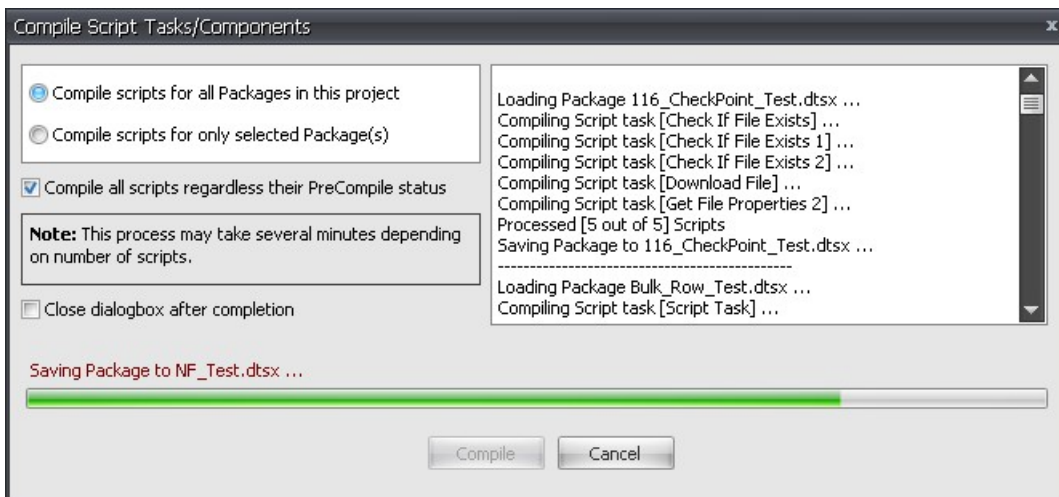 Compile Script Tasks/Components
x
Compile scripts for all Packages in this project
Compile scripts for only selected Package(s)
Compile all scripts regardless their PreCompile status
Note: This process may take several minutes depending
on number of scripts.
Close dialogbox after completion
Loading Package 116_CheckPoint_Test.dtsx ...
Compiling Script task [Check If File Exists] ...
Compiling Script task [Check If File Exists 1] ...
Compiling Script task [Check If File Exists 2] ...
Compiling Script task [Download File] ...
Compiling Script task [Get File Properties 2] ...
Processed [5 out of 5] Scripts
Saving Package to 116_CheckPoint_Test.dtsx ...
------------------------------------------------
Loading Package Bulk_Row_Test.dtsx ...
Compiling Script task [Script Task] ...
Saving Package to NF_Test.dtsx ...
Compile
Cancel